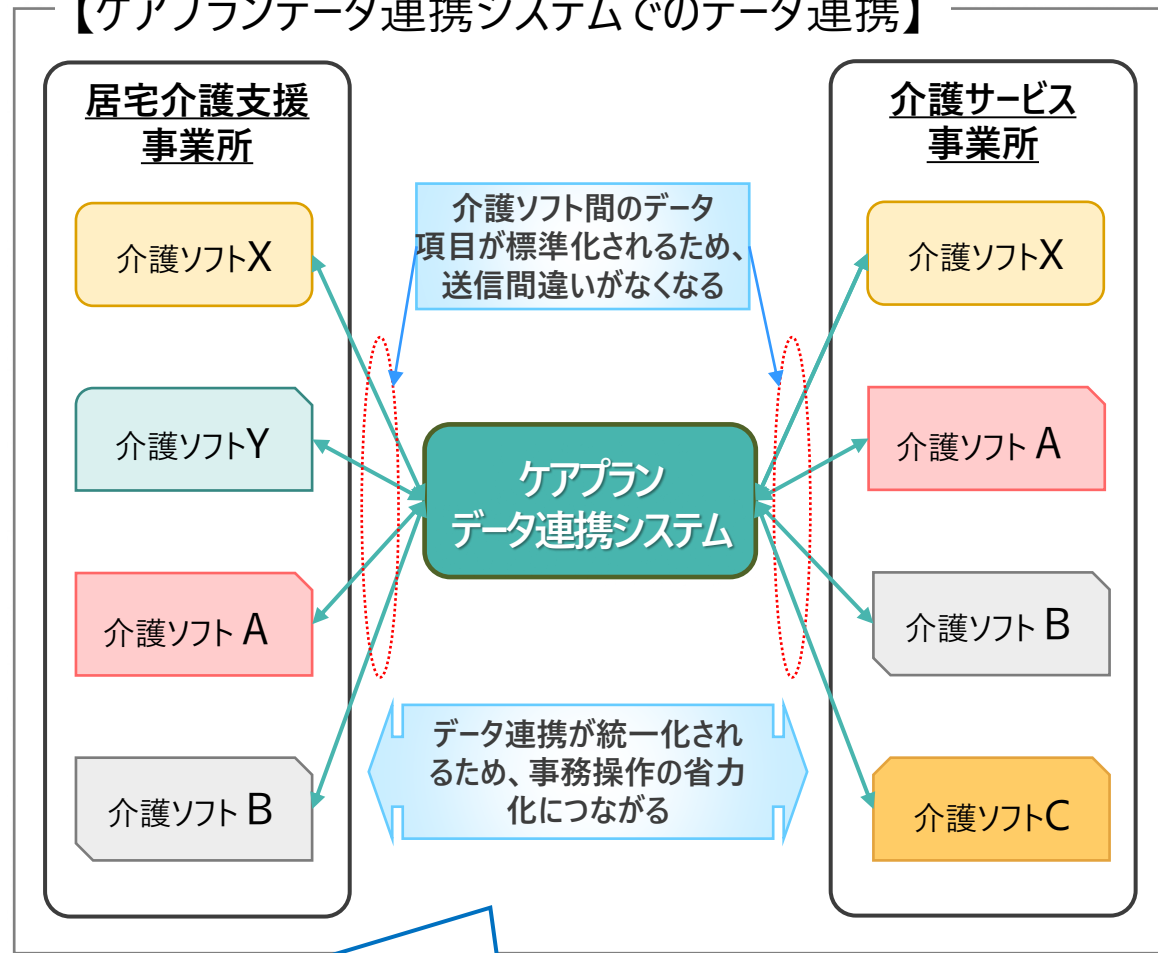 【ケアプランデータ連携システムでのデータ連携】
居宅介護支援
事業所
介護ソフトX
介護ソフトY
介護ソフト A
介護ソフト B
介護ソフト間のデータ
項目が標準化されるため、
送信間違いがなくなる
ケアプラン
データ連携システム
データ連携が統一化され
るため、事務操作の省力
化につながる
介護サービス
事業所
介護ソフトX
介護ソフト A
介護ソフト B
介護ソフトC